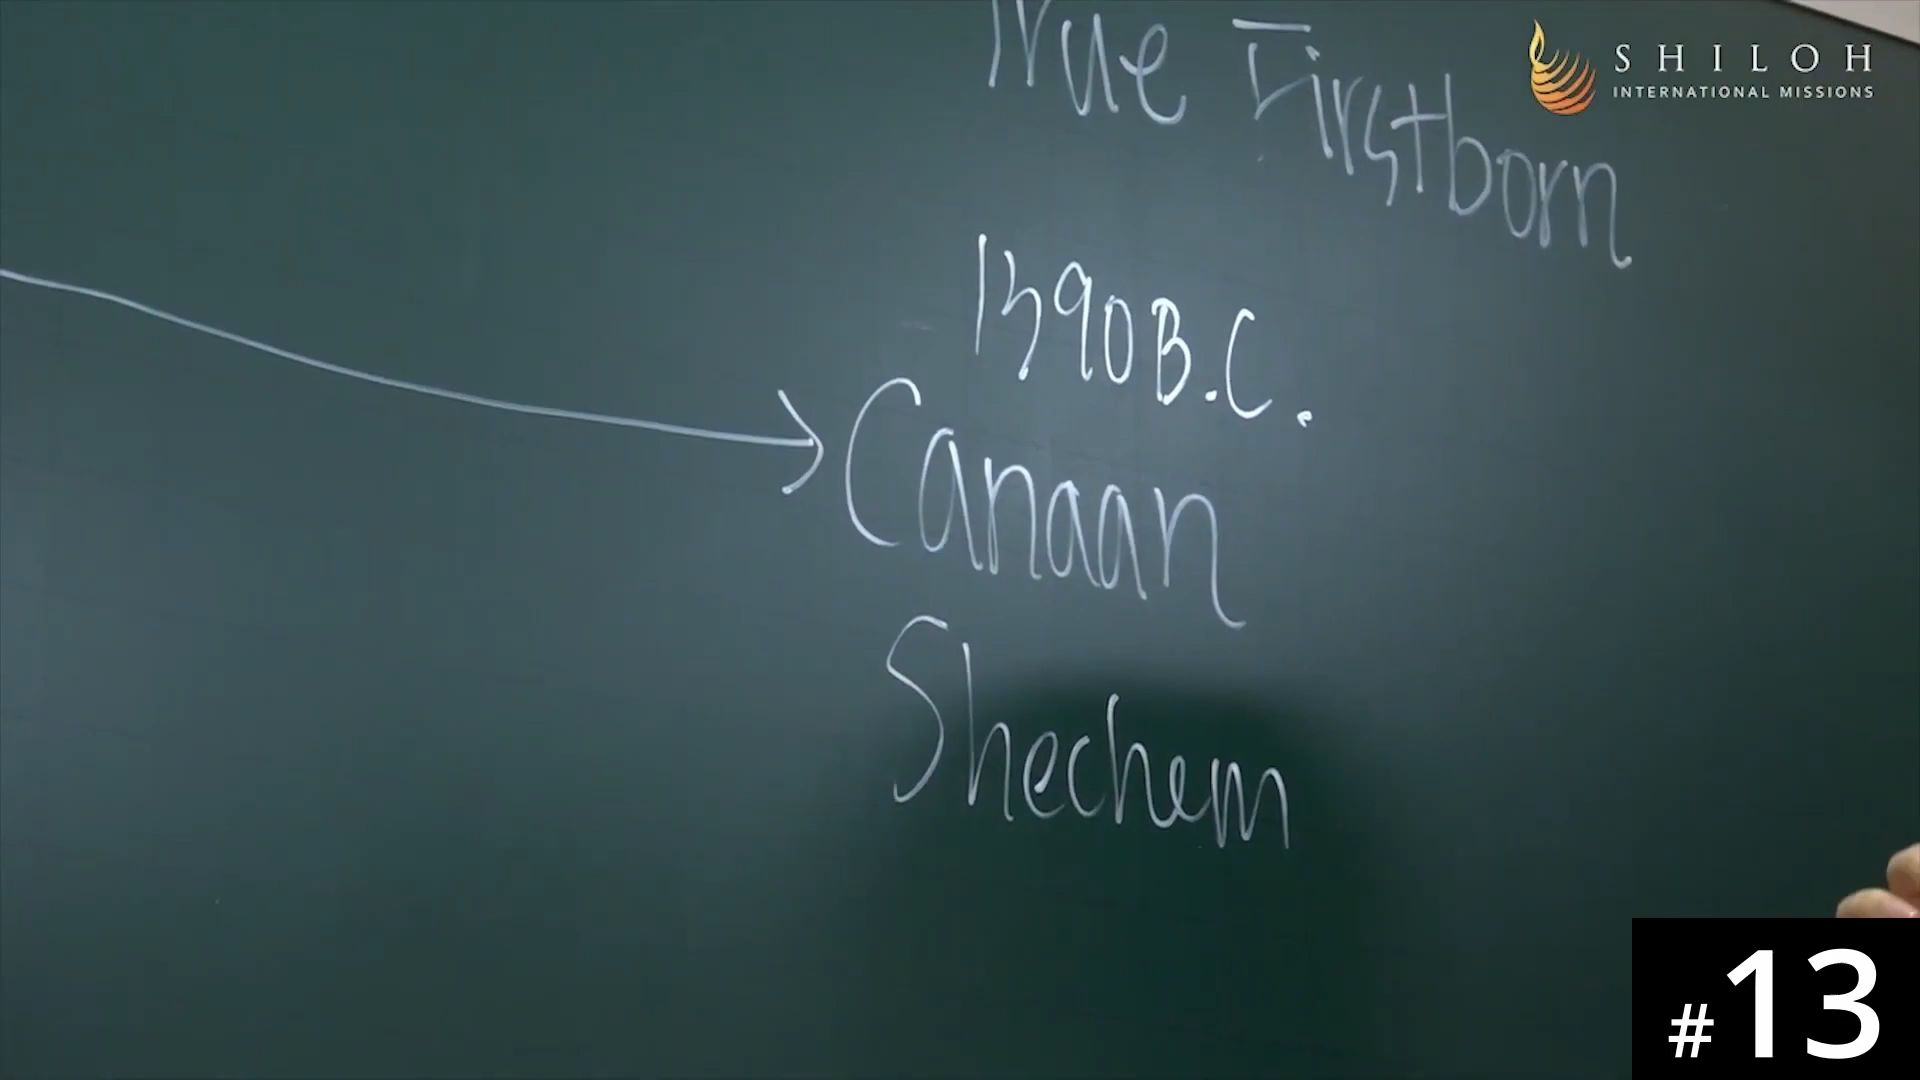 True Firstborn
SHILOH
INTERNATIONAL MISSIONS
1390 B.C.
Canaan
Shechem
#13